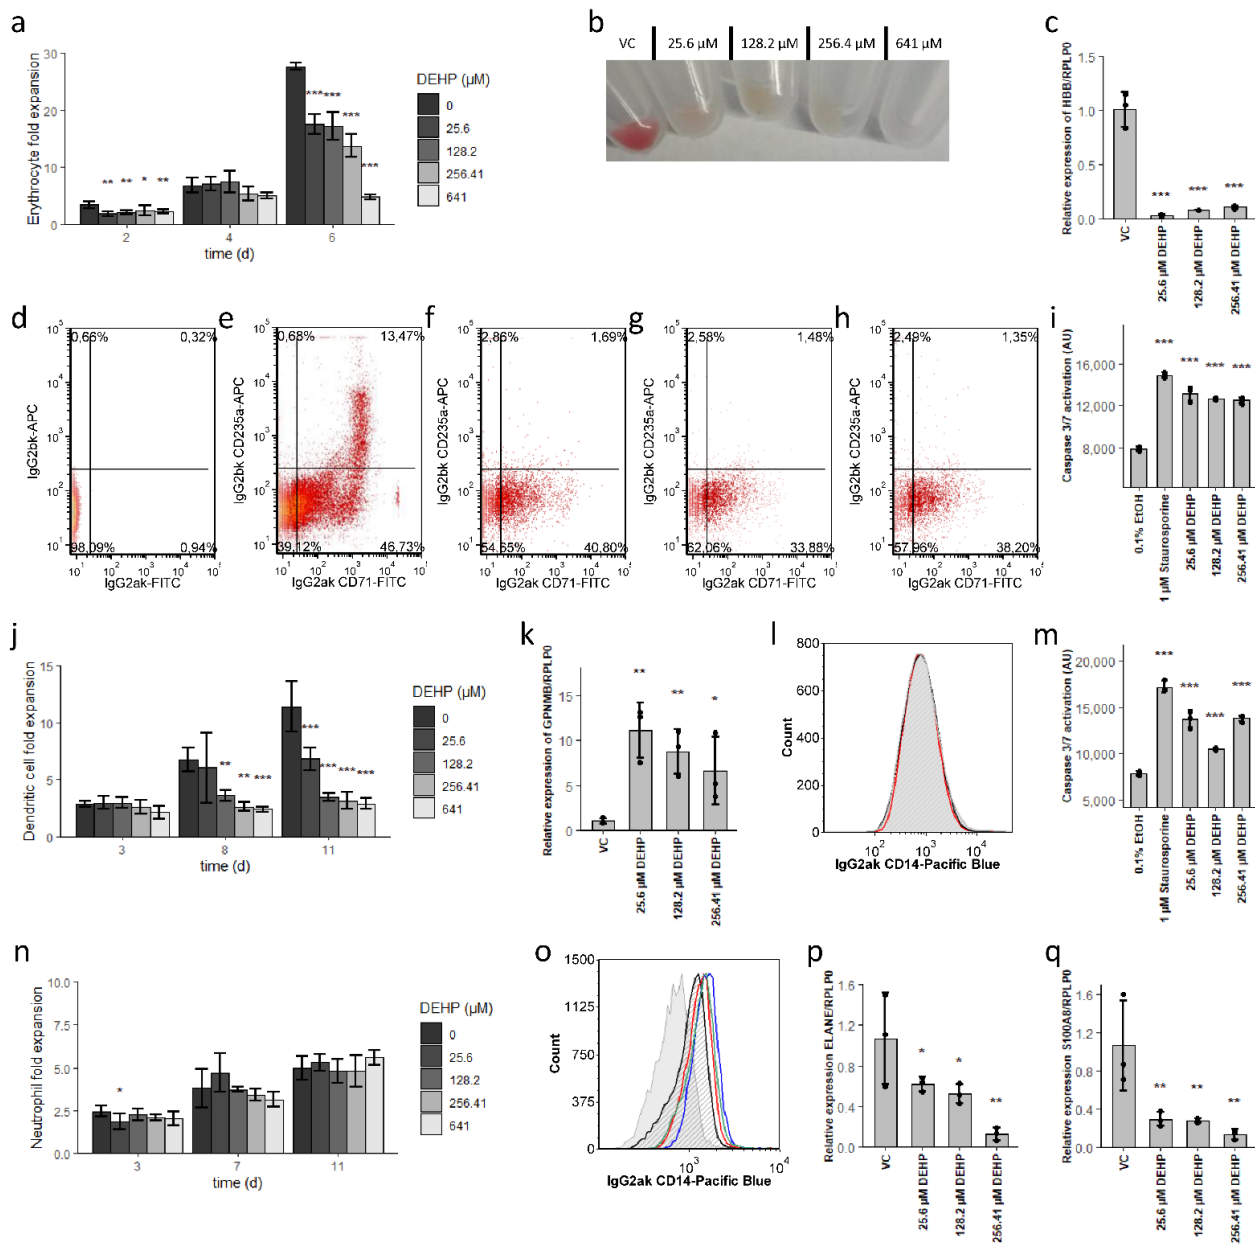 a
30
20
10
0
Erythrocyte fold expansion
2
4
6
time (d)
** ** * **
*** ***
***
***
DEHP (µM)
0
25.6
128.2
256.41
641
b
VC
25.6 µM
128.2 µM
256.4 µM
641 µM
c
Relative expression of HBB/RPLP0
1.5
1.0
0.5
0.0
***
***
***
VC
25.6 µM DEHP
128.2 µM DEHP
256.41 µM DEHP
d
0,66%
0,32%
98,09%
0,94%
IgG2bk-APC
IgG2ak-FITC
e
0,68%
13,47%
39,12%
46,73%
IgG2bk CD235a-APC
IgG2ak CD71-FITC
f
2,86%
1,69%
54,65%
40,80%
IgG2bk CD235a-APC
IgG2ak CD71-FITC
g
2,58%
1,48%
62,06%
33,88%
IgG2bk CD235a-APC
IgG2ak CD71-FITC
h
2,49%
1,35%
57,96%
38,20%
IgG2bk CD235a-APC
IgG2ak CD71-FITC
i
Caspase 3/7 activation (AU)
16,000
12,000
8,000
***
***
***
***
0.1% EtOH
1 µM Staurosporine
25.6 µM DEHP
128.2 µM DEHP
256.41 µM DEHP
j
Dendritic cell fold expansion
15
10
5
0
**
** ***
***
*** *** ***
3
8
11
time (d)
DEHP (µM)
0
25.6
128.2
256.41
641
k
Relative expression of GPNMB/RPLP0
15
10
5
0
**
**
*
VC
25.6 µM DEHP
128.2 µM DEHP
256.41 µM DEHP
l
Count
800
600
400
200
0
10² 10³ 10⁴
IgG2ak CD14-Pacific Blue
m
Caspase 3/7 activation (AU)
20,000
15,000
10,000
5,000
***
***
***
***
0.1% EtOH
1 µM Staurosporine
25.6 µM DEHP
128.2 µM DEHP
256.41 µM DEHP
n
Neutrophil fold expansion
10.0
7.5
5.0
2.5
0.0
*
3
7
11
time (d)
DEHP (µM)
0
25.6
128.2
256.41
641
o
Count
1500
1125
750
375
0
10³ 10⁴
IgG2ak CD14-Pacific Blue
p
Relative expression ELANE/RPLP0
1.6
1.2
0.8
0.4
0.0
*
*
**
VC
25.6 µM DEHP
128.2 µM DEHP
256.41 µM DEHP
q
Relative expression S100A8/RPLP0
1.6
1.2
0.8
0.4
0.0
**
**
**
VC
25.6 µM DEHP
128.2 µM DEHP
256.41 µM DEHP